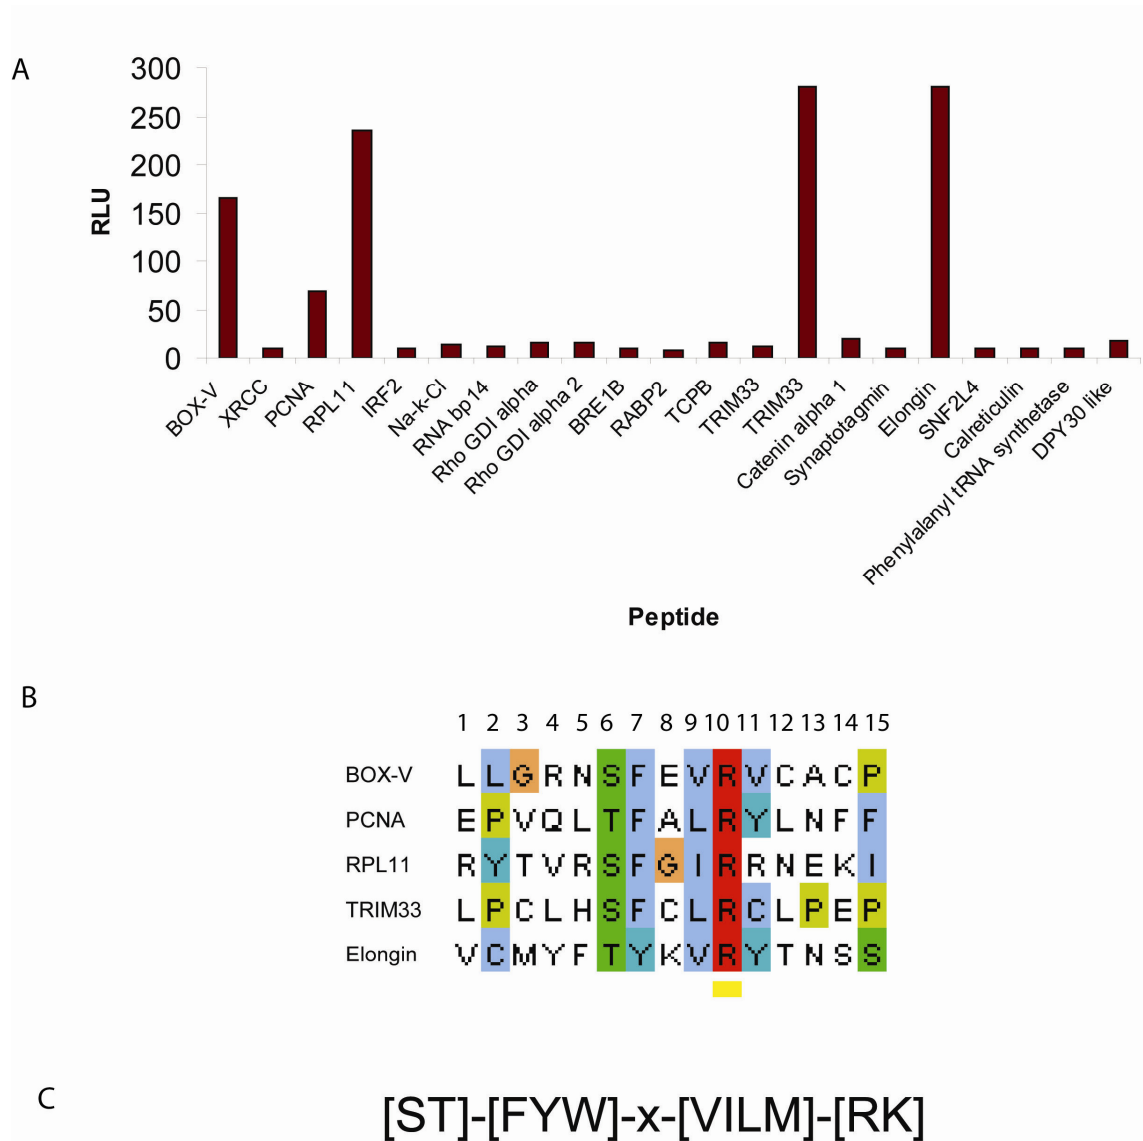 A
300
250
200
150
100
50
0
RLU
BOX-V
XRCC
PCNA
RPL11
IRF2
Na-k-Cl
RNA bp14
Rho GDI alpha
Rho GDI alpha 2
BRE1B
RABP2
TCPB
TRIM33
TRIM33
Catenin alpha 1
Synaptotagmin
Elongin
SNF2L4
Calreticulin
Phenylalanyl tRNA synthetase
DPY30 like
Peptide
B
1 2 3 4 5 6 7 8 9 10 11 12 13 14 15
BOX-V L L G R N S F E V R V C A C P
PCNA E P V Q L T F A L R Y L N F F
RPL11 R Y T V R S F G I R R N E K I
TRIM33 L P C L H S F C L R C L P E P
Elongin V C M Y F T Y K V R Y T N S S
C
[ST]-[FYW]-x-[VILM]-[RK]